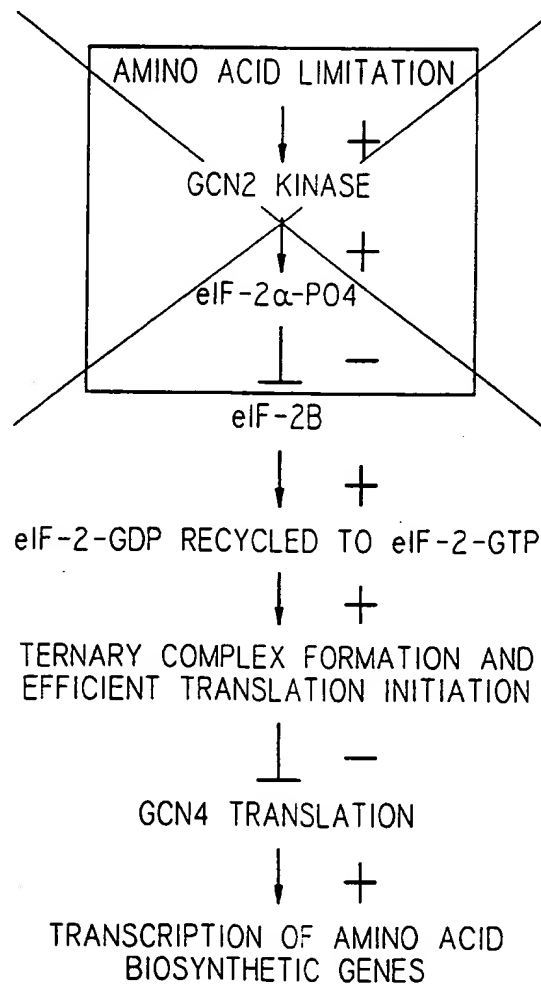 AMINO ACID LIMITATION
+
GCN2 KINASE
+
eIF-2α-PO4
−
eIF-2B
+
eIF-2-GDP RECYCLED TO eIF-2-GTP
+
TERNARY COMPLEX FORMATION AND
EFFICIENT TRANSLATION INITIATION
−
GCN4 TRANSLATION
+
TRANSCRIPTION OF AMINO ACID
BIOSYNTHETIC GENES